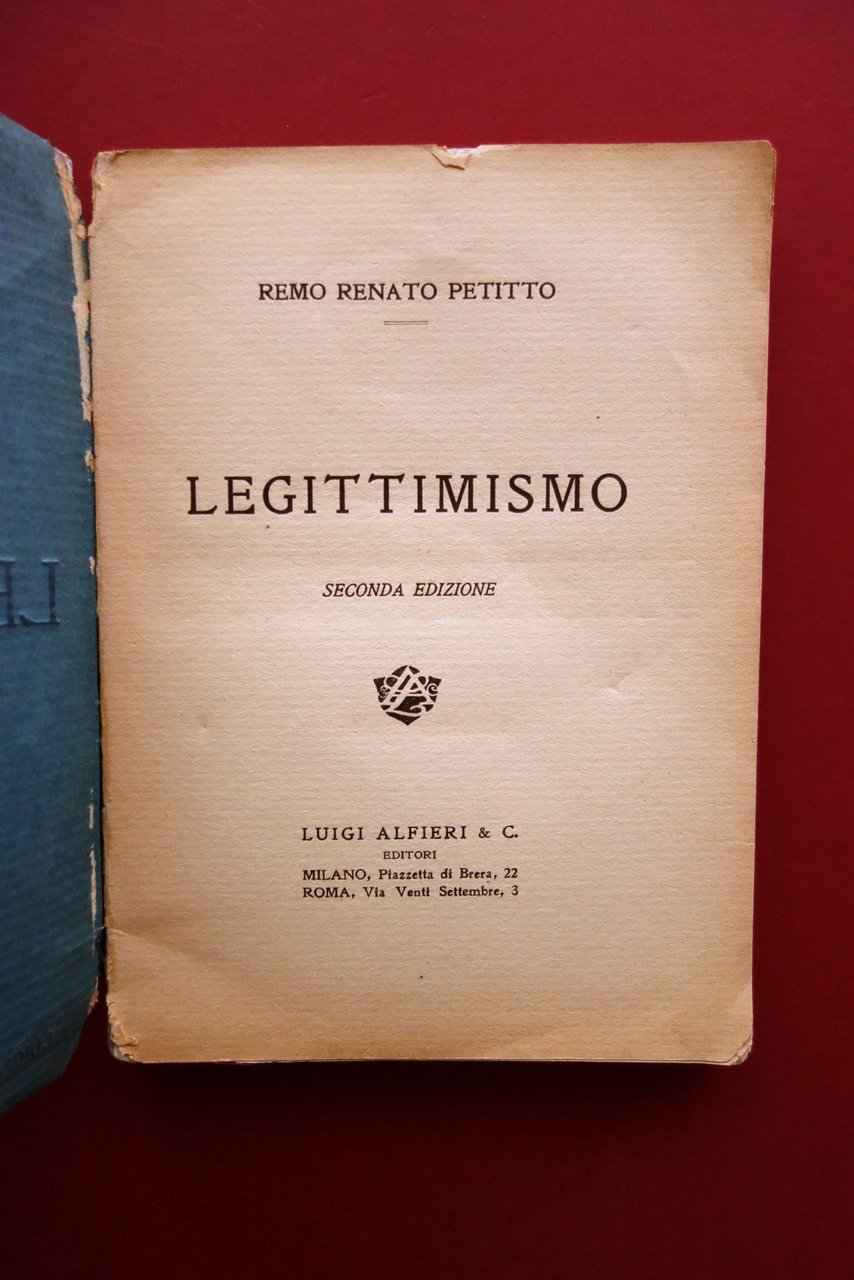 REMO RENATO PETITTO
LEGITTIMISMO
SECONDA EDIZIONE
LUIGI ALFIERI & C.
EDITORI
MILANO, Piazzetta di Brera, 22
ROMA, Via Venti Settembre, 3